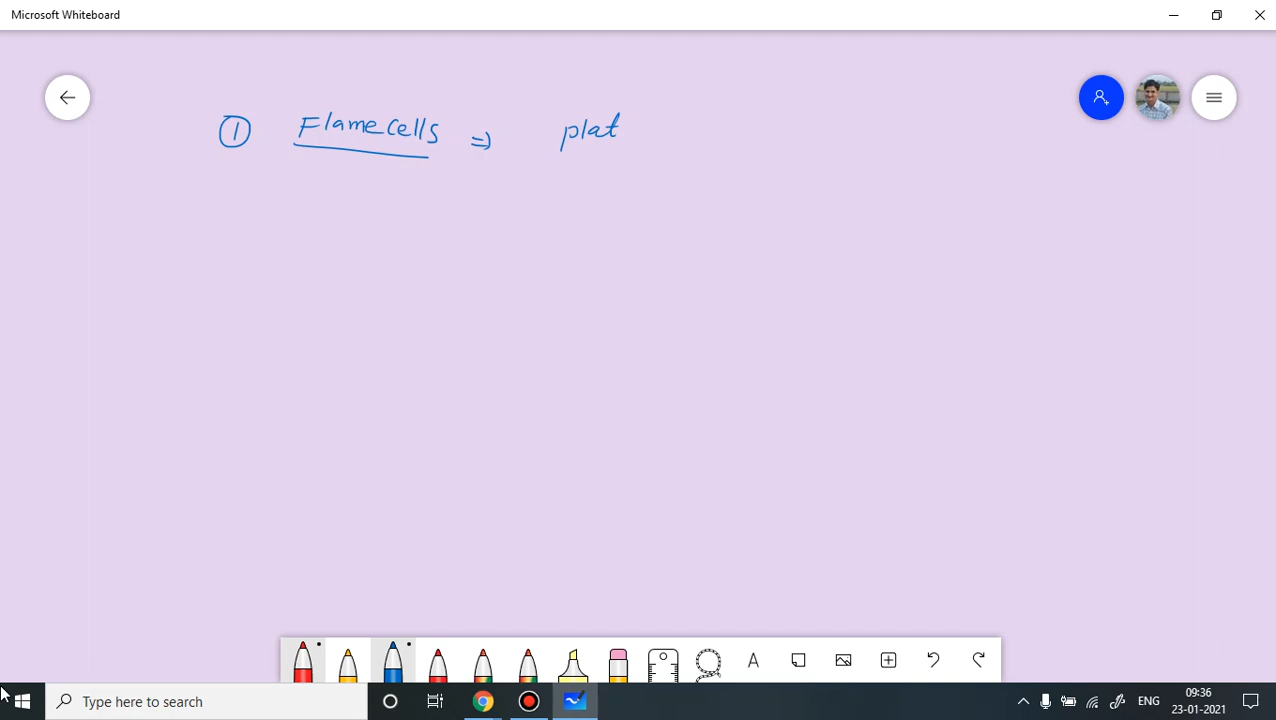 Microsoft Whiteboard
① Flame cells ⇒ plat
A
Type here to search
ENG
09:36
23-01-2021